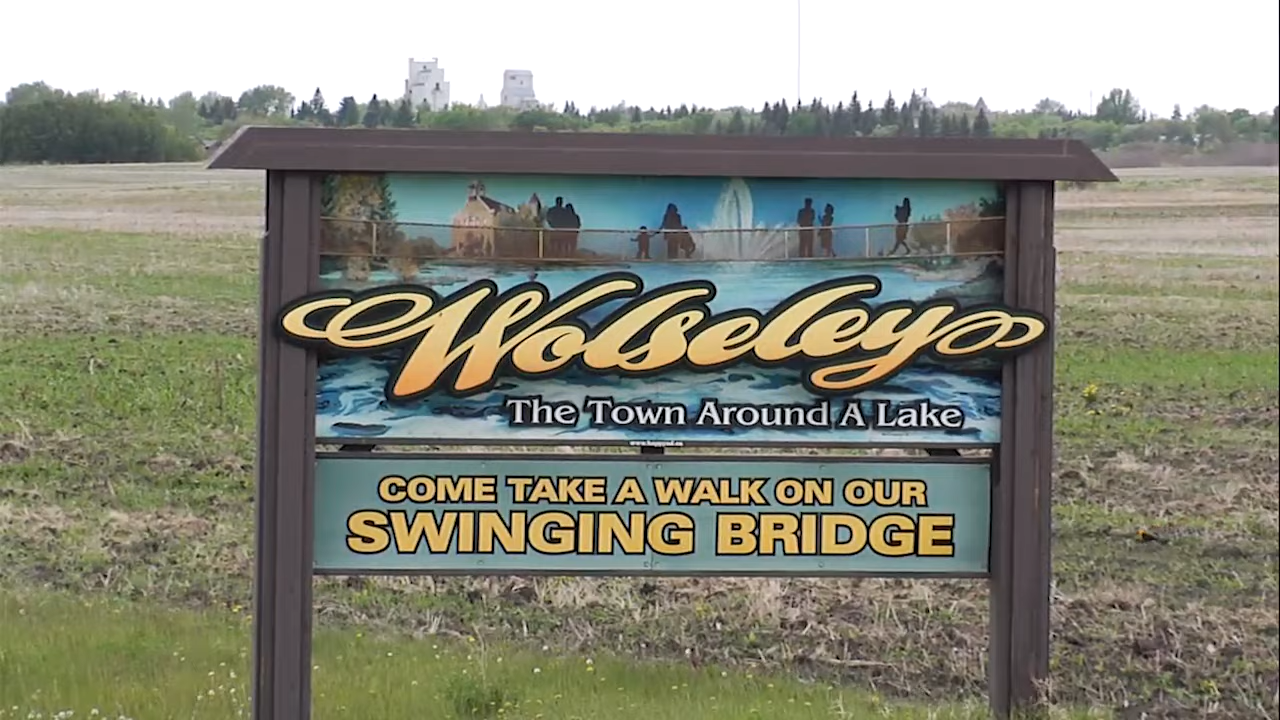 Wolseley
The Town Around A Lake
COME TAKE A WALK ON OUR
SWINGING BRIDGE